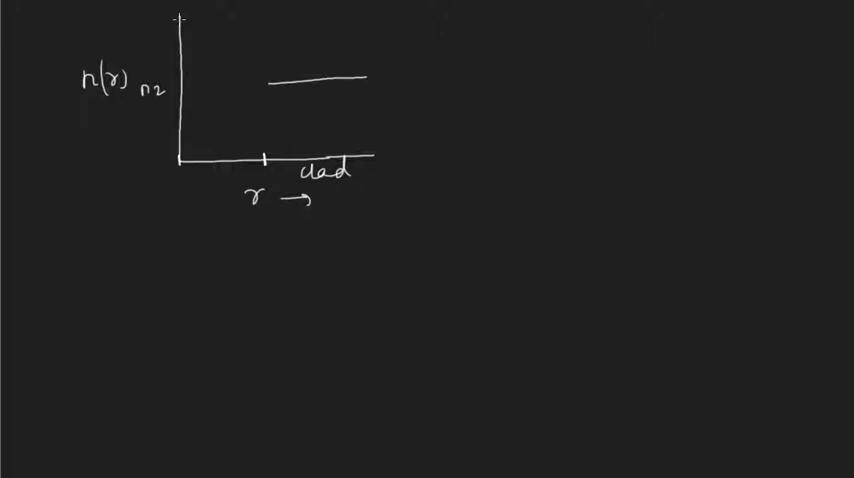 n(r) n2
clad
r →